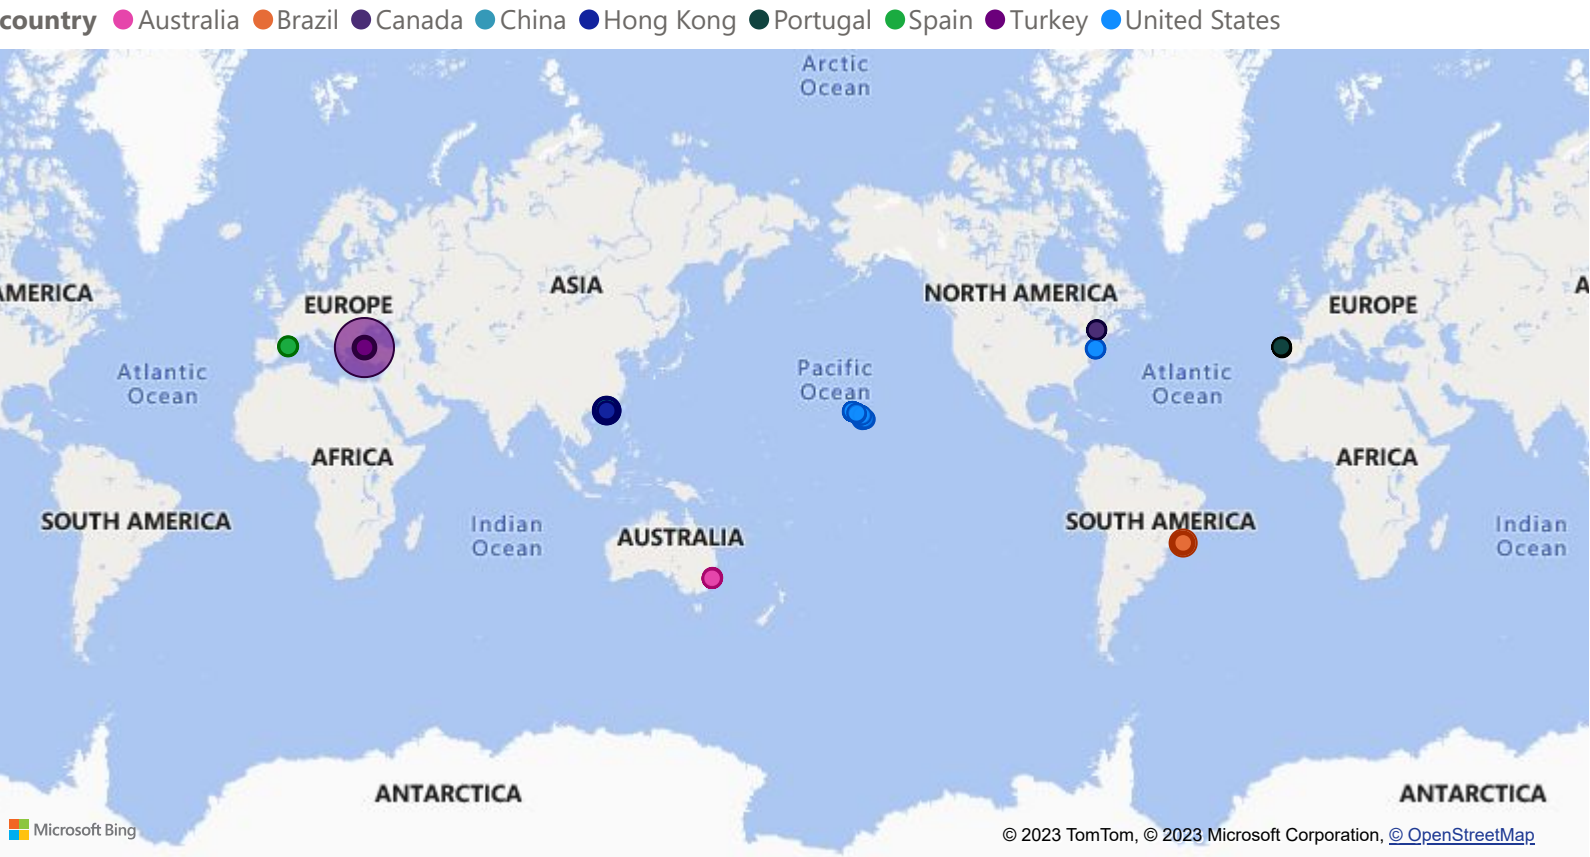 country Australia Brazil Canada China Hong Kong Portugal Spain Turkey United States
Arctic
Ocean
AMERICA
EUROPE
ASIA
NORTH AMERICA
EUROPE
A
Atlantic
Ocean
Pacific
Ocean
Atlantic
Ocean
AFRICA
AFRICA
SOUTH AMERICA
Indian
Ocean
AUSTRALIA
SOUTH AMERICA
Indian
Ocean
ANTARCTICA
ANTARCTICA
Microsoft Bing
© 2023 TomTom, © 2023 Microsoft Corporation, © OpenStreetMap